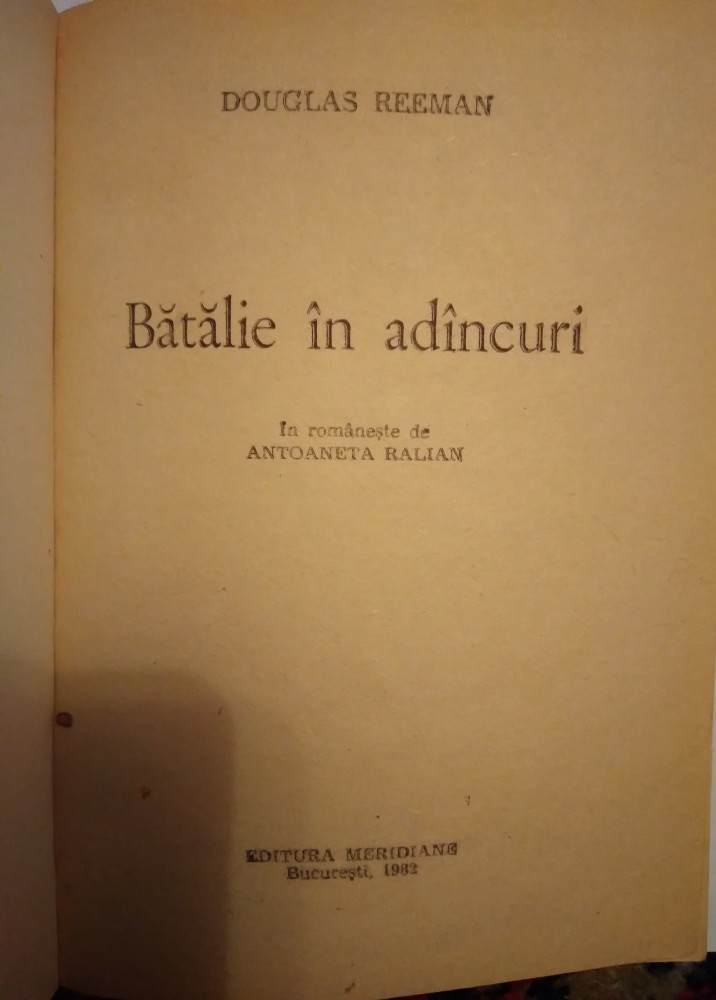 DOUGLAS REEMAN
Bătălie în adîncuri
În românește de
ANTOANETA RALIAN
EDITURA MERIDIANE
București, 1982